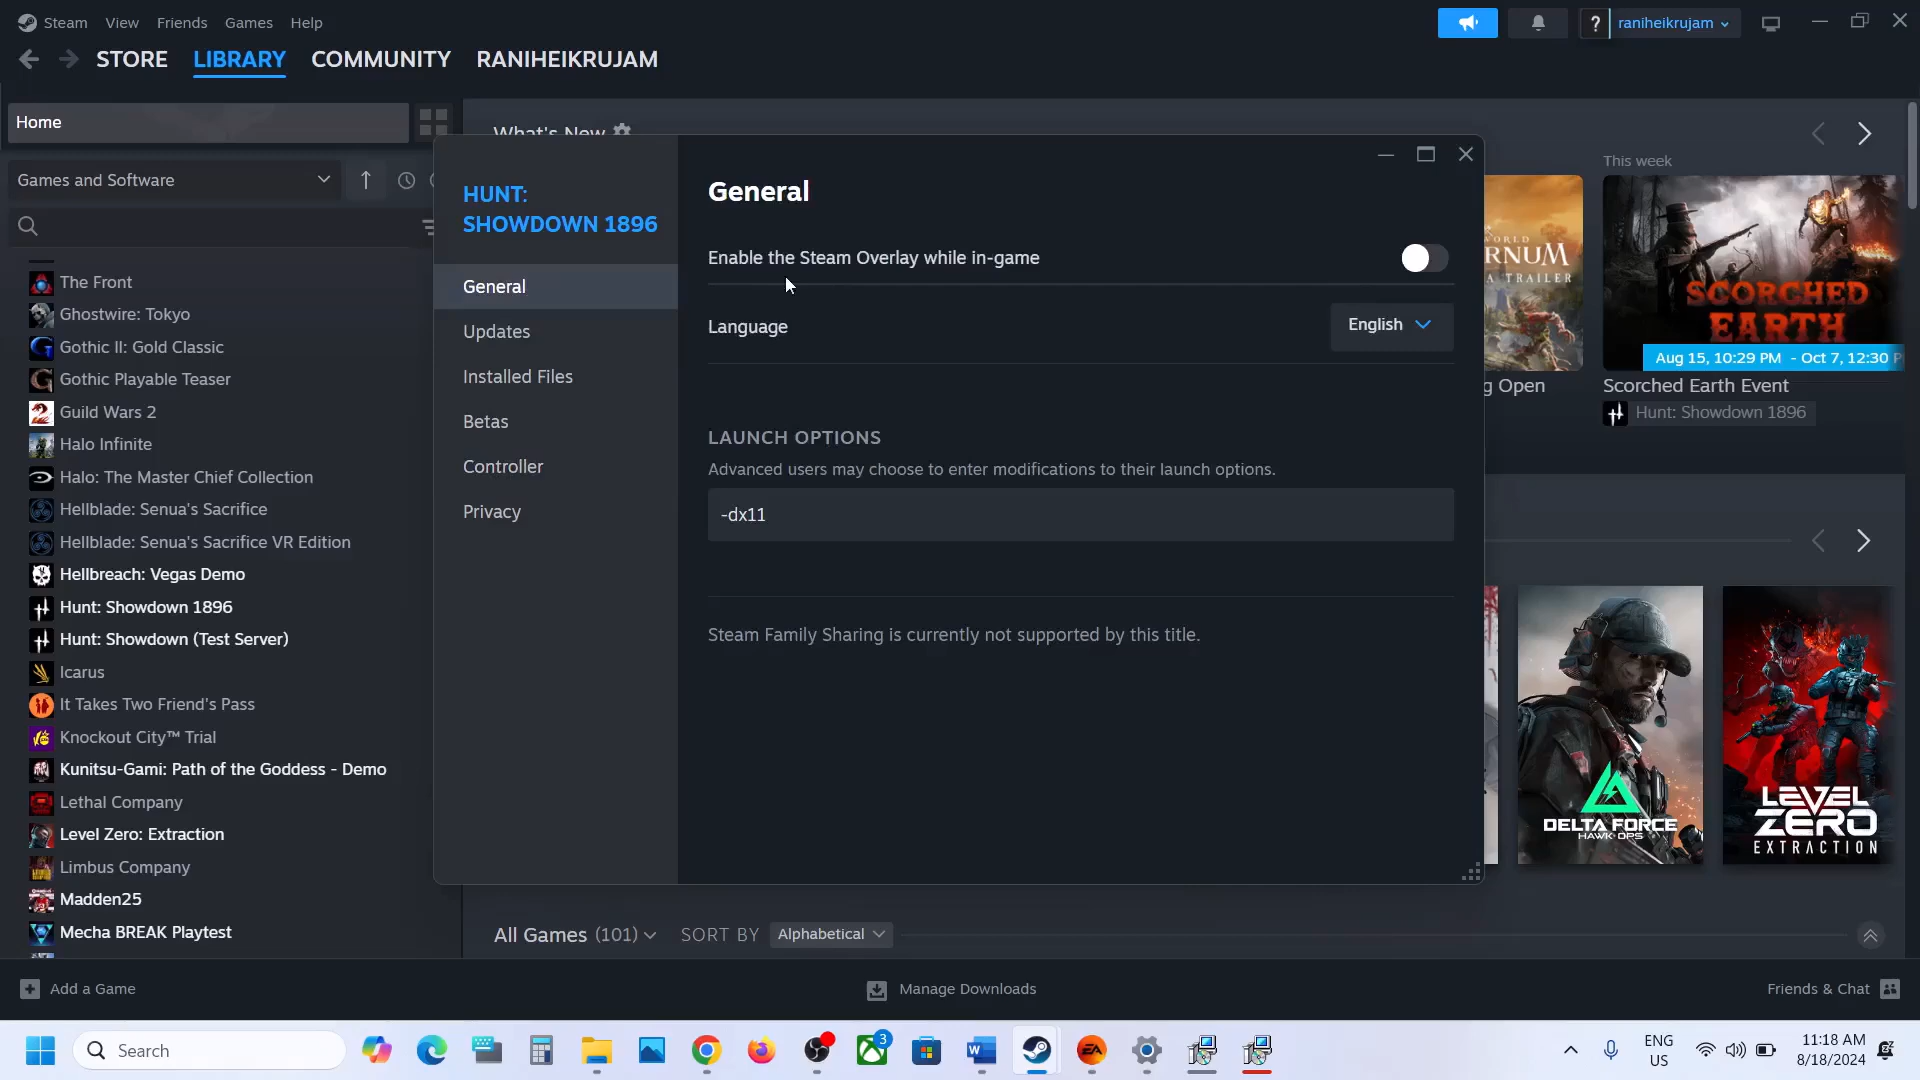 Steam View Friends Games Help
? raniheikrujam
STORE LIBRARY COMMUNITY RANIHEIKRUJAM
Home
What's New
Games and Software
The Front
Ghostwire: Tokyo
Gothic II: Gold Classic
Gothic Playable Teaser
Guild Wars 2
Halo Infinite
Halo: The Master Chief Collection
Hellblade: Senua's Sacrifice
Hellblade: Senua's Sacrifice VR Edition
Hellbreach: Vegas Demo
Hunt: Showdown 1896
Hunt: Showdown (Test Server)
Icarus
It Takes Two Friend's Pass
Knockout City™ Trial
Kunitsu-Gami: Path of the Goddess - Demo
Lethal Company
Level Zero: Extraction
Limbus Company
Madden25
Mecha BREAK Playtest
HUNT:
SHOWDOWN 1896
General
Updates
Installed Files
Betas
Controller
Privacy
General
Enable the Steam Overlay while in-game
Language English
LAUNCH OPTIONS
Advanced users may choose to enter modifications to their launch options.
-dx11
Steam Family Sharing is currently not supported by this title.
This week
SCORCHED
EARTH
Aug 15, 10:29 PM - Oct 7, 12:30 P
g Open
Scorched Earth Event
Hunt: Showdown 1896
DELTA FORCE
HAWK OPS
LEVEL
ZERO
EXTRACTION
All Games (101) SORT BY Alphabetical
Add a Game
Manage Downloads
Friends & Chat
Search
3
ENG
US
11:18 AM
8/18/2024